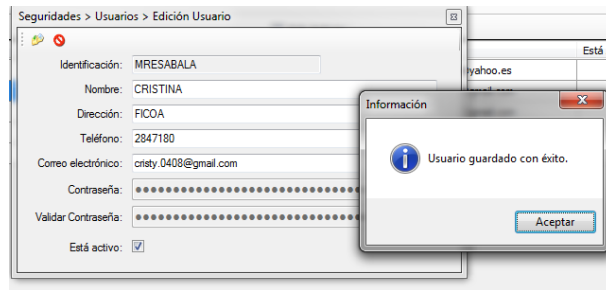 Seguridades > Usuarios > Edición Usuario
Está
Identificación: MRESABALA
yahoo.es
Nombre: CRISTINA
Dirección: FICOA
Teléfono: 2847180
Correo electrónico: cristy.0408@gmail.com
Contraseña: ●●●●●●●●●●●●●●●●●●●●●●●●●●●●●●
Validar Contraseña: ●●●●●●●●●●●●●●●●●●●●●●●●●●●●●●
Está activo:
Información
Usuario guardado con éxito.
Aceptar